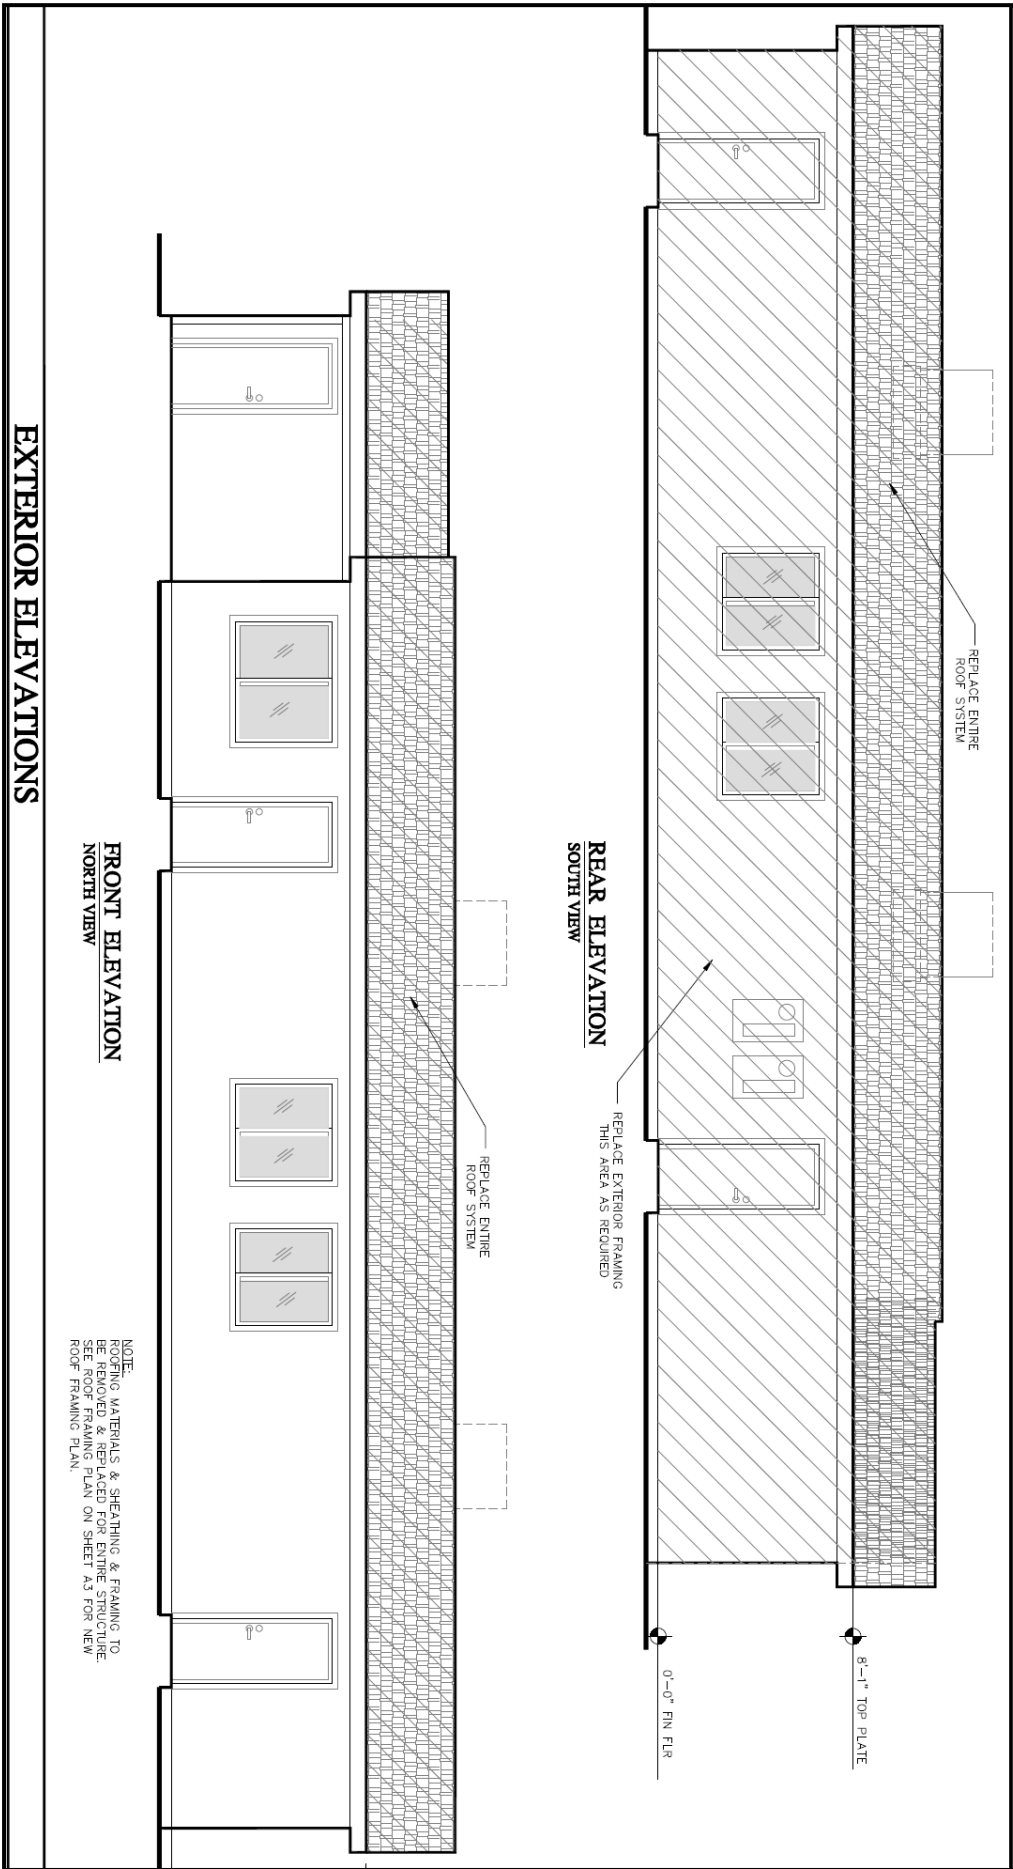 REPLACE ENTIRE
ROOF SYSTEM
8'-1" TOP PLATE
0'-0" FIN FLR
REPLACE EXTERIOR FRAMING
THIS AREA AS REQUIRED
REAR ELEVATION
SOUTH VIEW
REPLACE ENTIRE
ROOF SYSTEM
FRONT ELEVATION
NORTH VIEW
NOTE:
ROOFING MATERIALS & SHEATHING & FRAMING TO
BE REMOVED & REPLACED FOR ENTIRE STRUCTURE.
SEE ROOF FRAMING PLAN ON SHEET A3 FOR NEW
ROOF FRAMING PLAN.
EXTERIOR ELEVATIONS